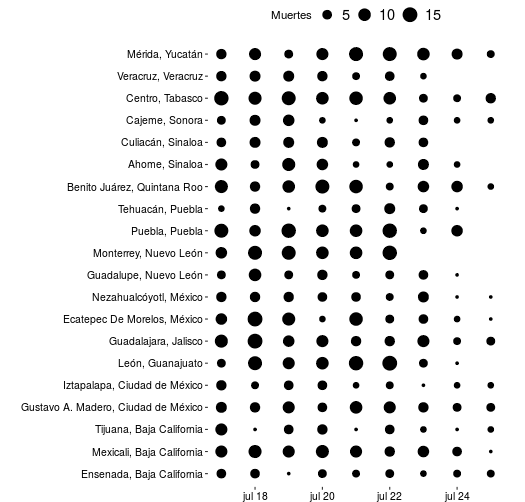 Muertes 5 10 15
Mérida, Yucatán
Veracruz, Veracruz
Centro, Tabasco
Cajeme, Sonora
Culiacán, Sinaloa
Ahome, Sinaloa
Benito Juárez, Quintana Roo
Tehuacán, Puebla
Puebla, Puebla
Monterrey, Nuevo León
Guadalupe, Nuevo León
Nezahualcóyotl, México
Ecatepec De Morelos, México
Guadalajara, Jalisco
León, Guanajuato
Iztapalapa, Ciudad de México
Gustavo A. Madero, Ciudad de México
Tijuana, Baja California
Mexicali, Baja California
Ensenada, Baja California
jul 18 jul 20 jul 22 jul 24